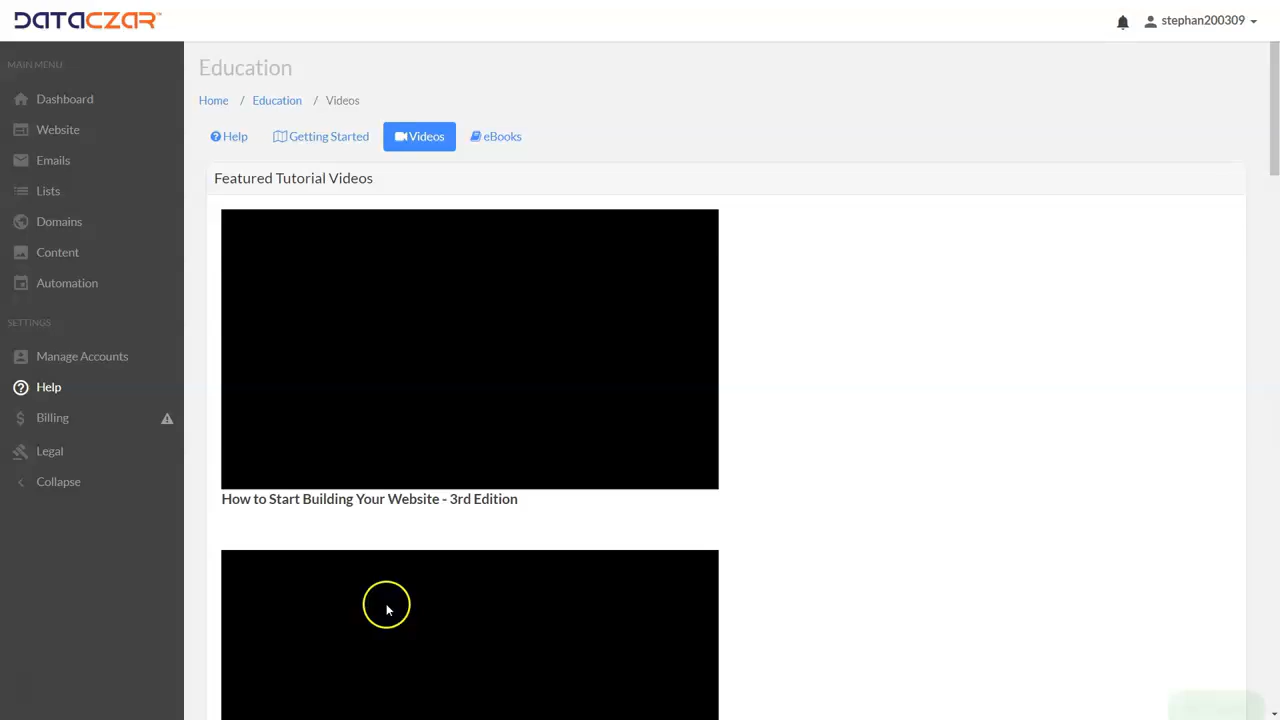 DATACZAR
stephan200309
MAIN MENU
Dashboard
Website
Emails
Lists
Domains
Content
Automation
SETTINGS
Manage Accounts
Help
Billing
Legal
Collapse
Education
Home / Education / Videos
Help Getting Started Videos eBooks
Featured Tutorial Videos
How to Start Building Your Website - 3rd Edition